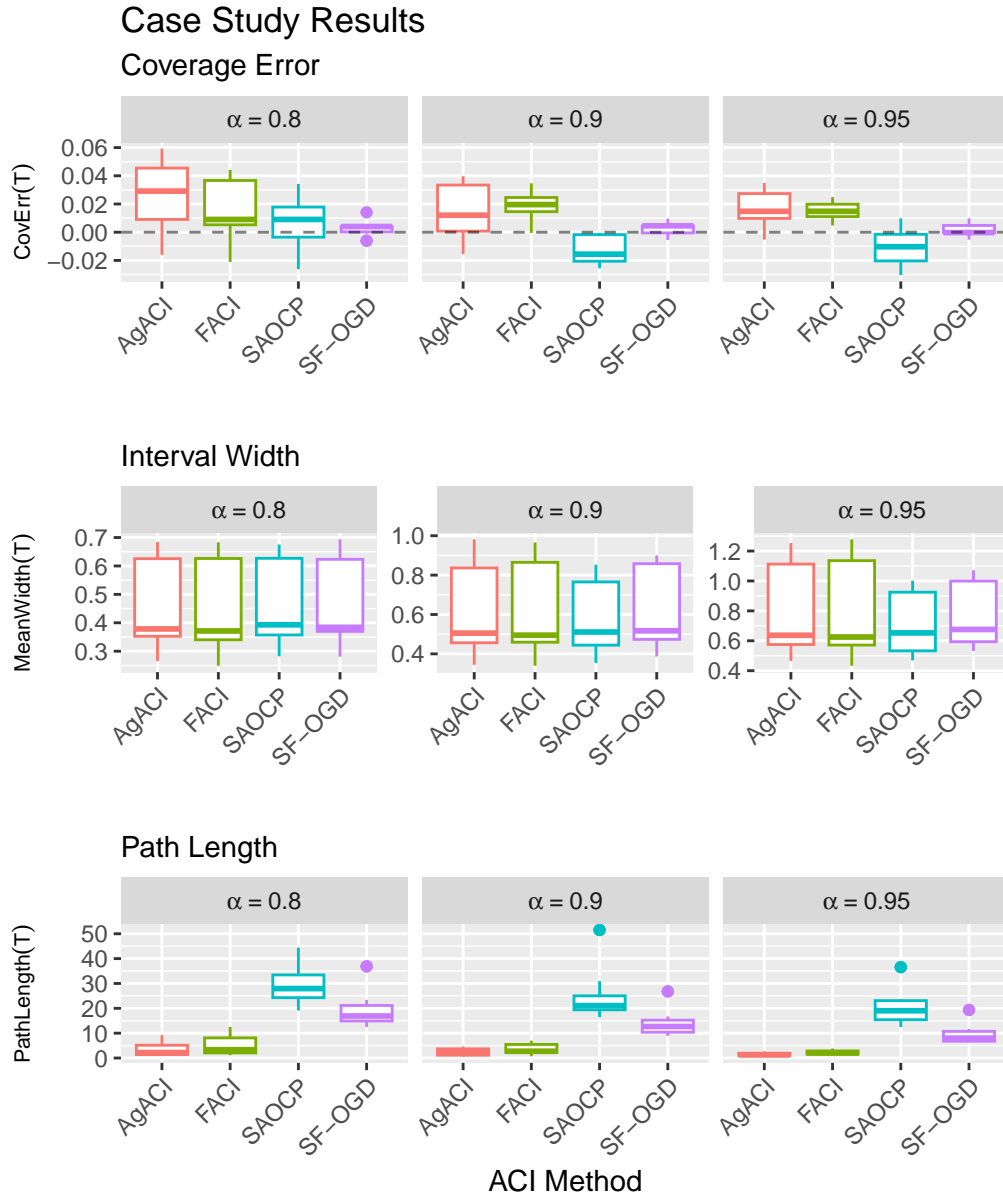 Case Study Results
Coverage Error
α = 0.8 α = 0.9 α = 0.95
CovErr(T)
0.06
0.04
0.02
0.00
−0.02
AgACI FACI SAOCP SF−OGD AgACI FACI SAOCP SF−OGD AgACI FACI SAOCP SF−OGD
Interval Width
α = 0.8 α = 0.9 α = 0.95
MeanWidth(T)
0.7
0.6
0.5
0.4
0.3
1.0
0.8
0.6
0.4
1.2
1.0
0.8
0.6
0.4
AgACI FACI SAOCP SF−OGD AgACI FACI SAOCP SF−OGD AgACI FACI SAOCP SF−OGD
Path Length
α = 0.8 α = 0.9 α = 0.95
PathLength(T)
50
40
30
20
10
0
AgACI FACI SAOCP SF−OGD AgACI FACI SAOCP SF−OGD AgACI FACI SAOCP SF−OGD
ACI Method